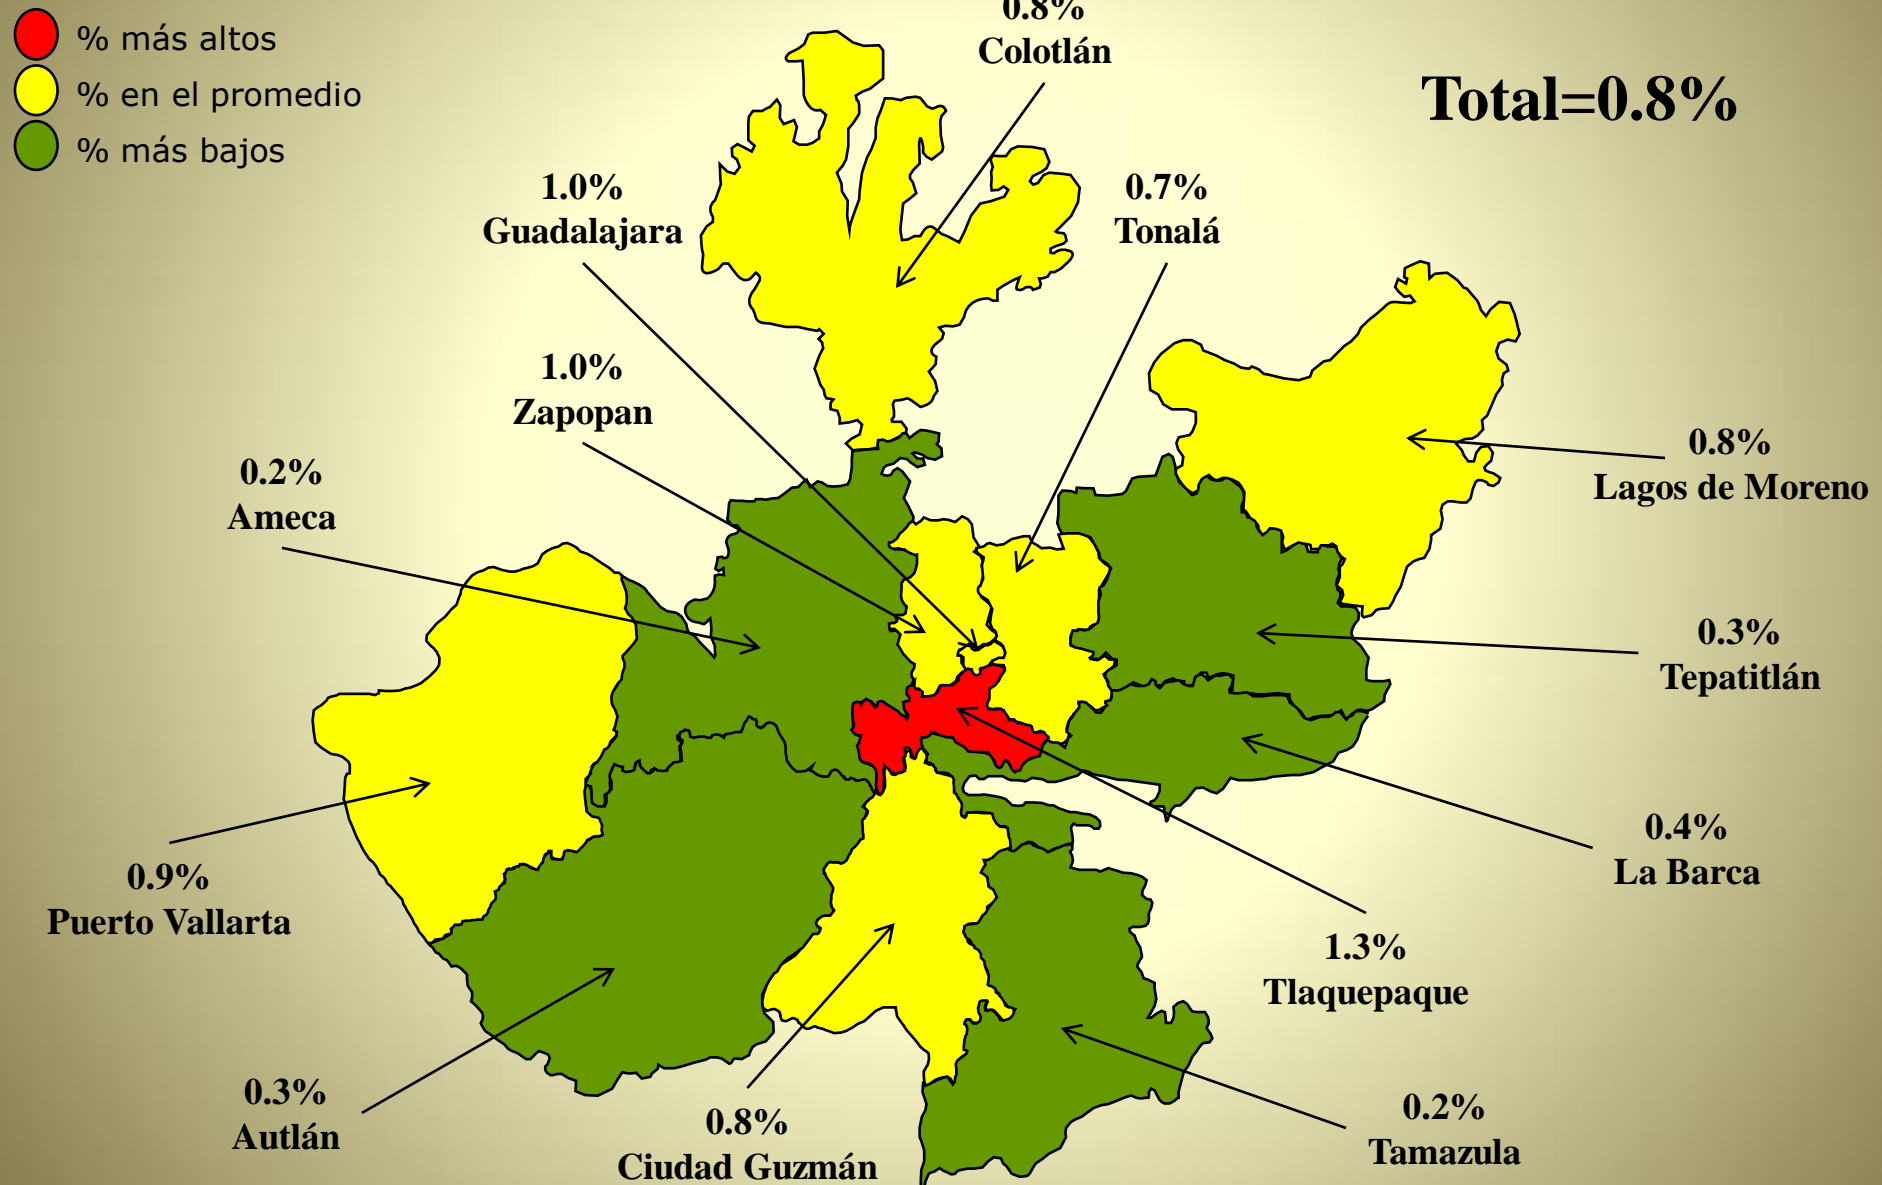 % más altos
% en el promedio
% más bajos
0.8%
Colotlán
Total=0.8%
1.0%
Guadalajara
0.7%
Tonalá
1.0%
Zapopan
0.2%
Ameca
0.8%
Lagos de Moreno
0.3%
Tepatitlán
0.4%
La Barca
0.9%
Puerto Vallarta
1.3%
Tlaquepaque
0.3%
Autlán
0.8%
Ciudad Guzmán
0.2%
Tamazula